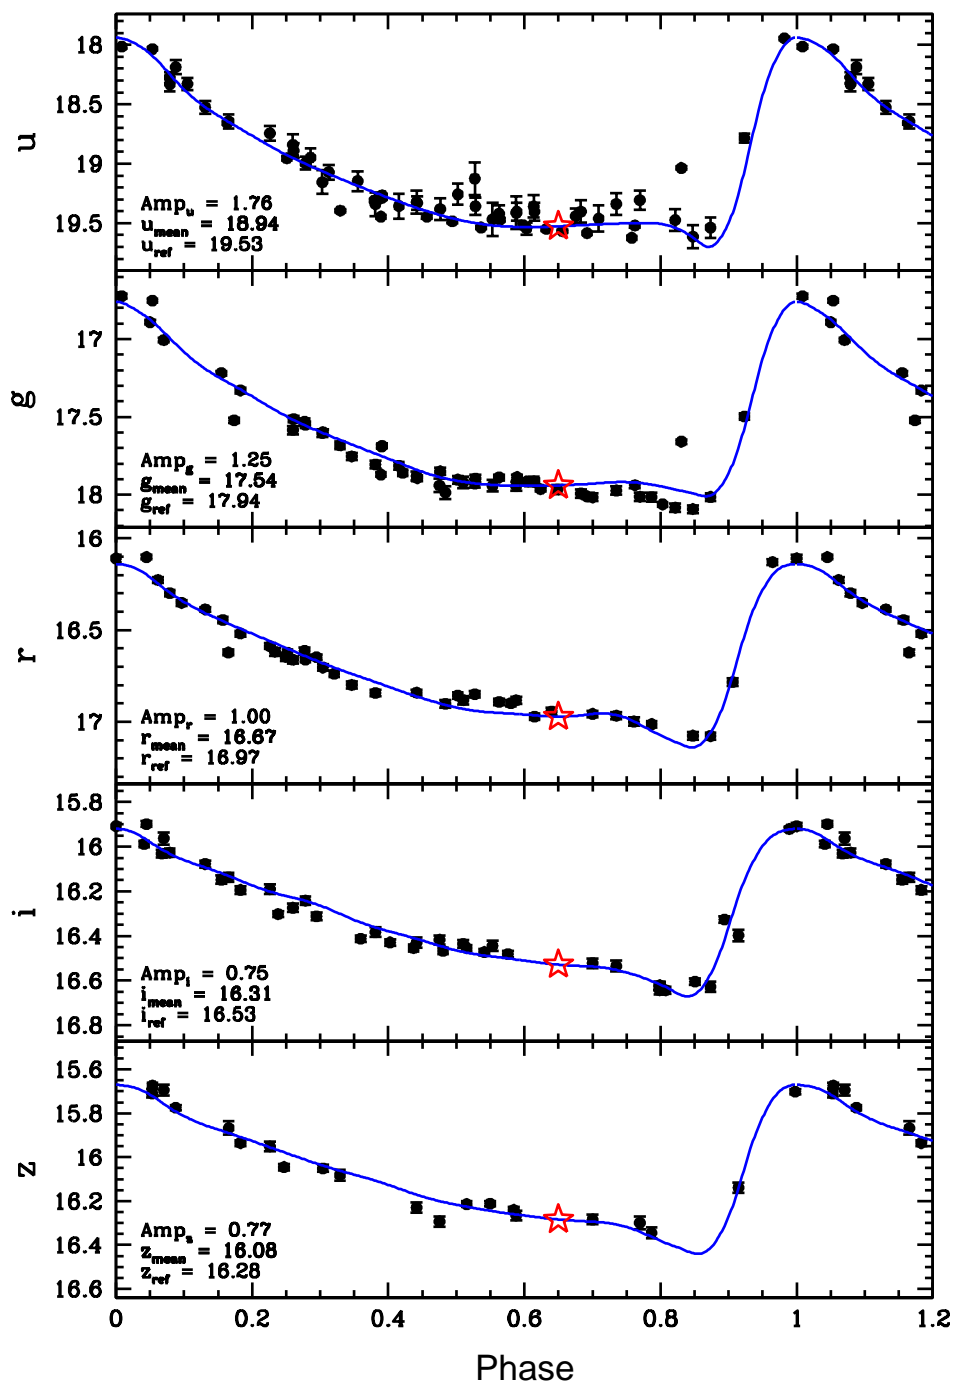 18
18.5
19
19.5
u
Amp_u = 1.76
u_mean = 18.94
u_ref = 19.53
17
17.5
18
g
Amp_g = 1.25
g_mean = 17.54
g_ref = 17.94
16
16.5
17
r
Amp_r = 1.00
r_mean = 16.67
r_ref = 16.97
15.8
16
16.2
16.4
16.6
16.8
i
Amp_i = 0.75
i_mean = 16.31
i_ref = 16.53
15.6
15.8
16
16.2
16.4
16.6
z
Amp_z = 0.77
z_mean = 16.08
z_ref = 16.28
0 0.2 0.4 0.6 0.8 1 1.2
Phase